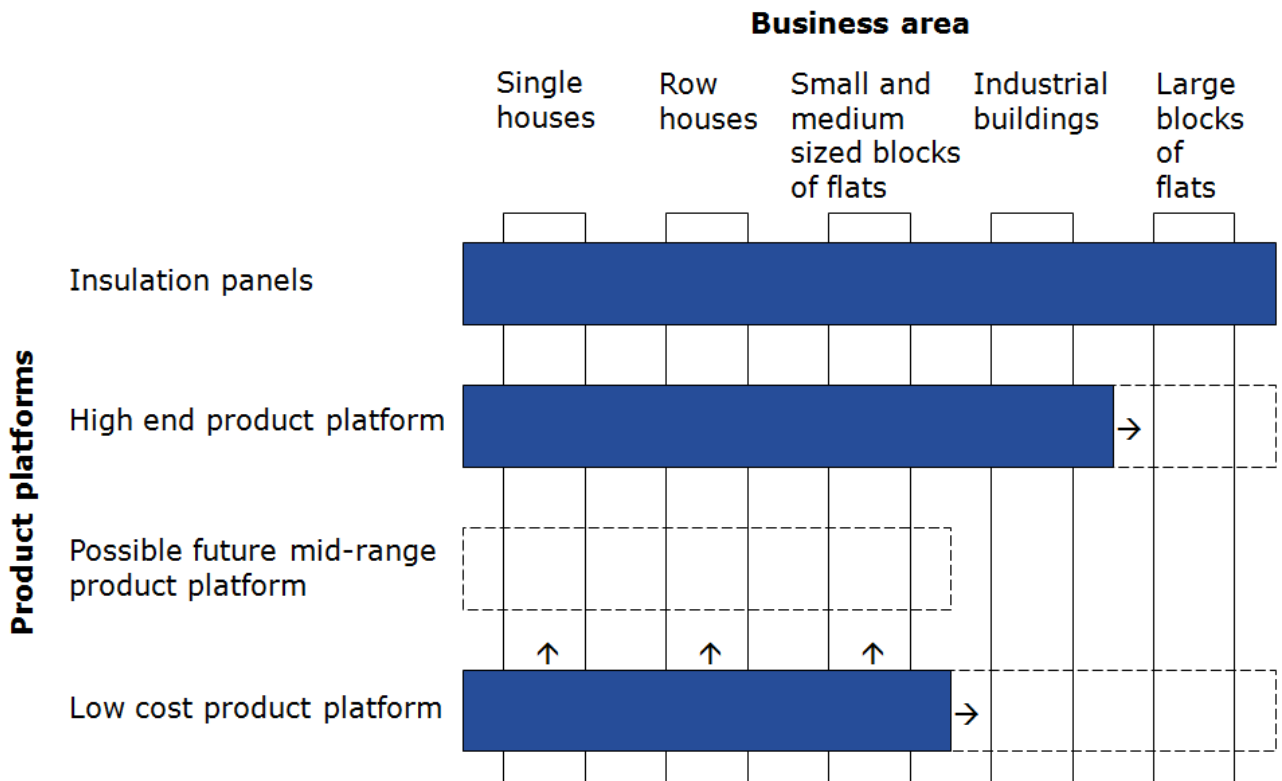 Business area
Single
houses
Row
houses
Small and
medium
sized blocks
of flats
Industrial
buildings
Large
blocks
of
flats
Product platforms
Insulation panels
High end product platform
→
Possible future mid-range
product platform
↑ ↑ ↑
Low cost product platform
→